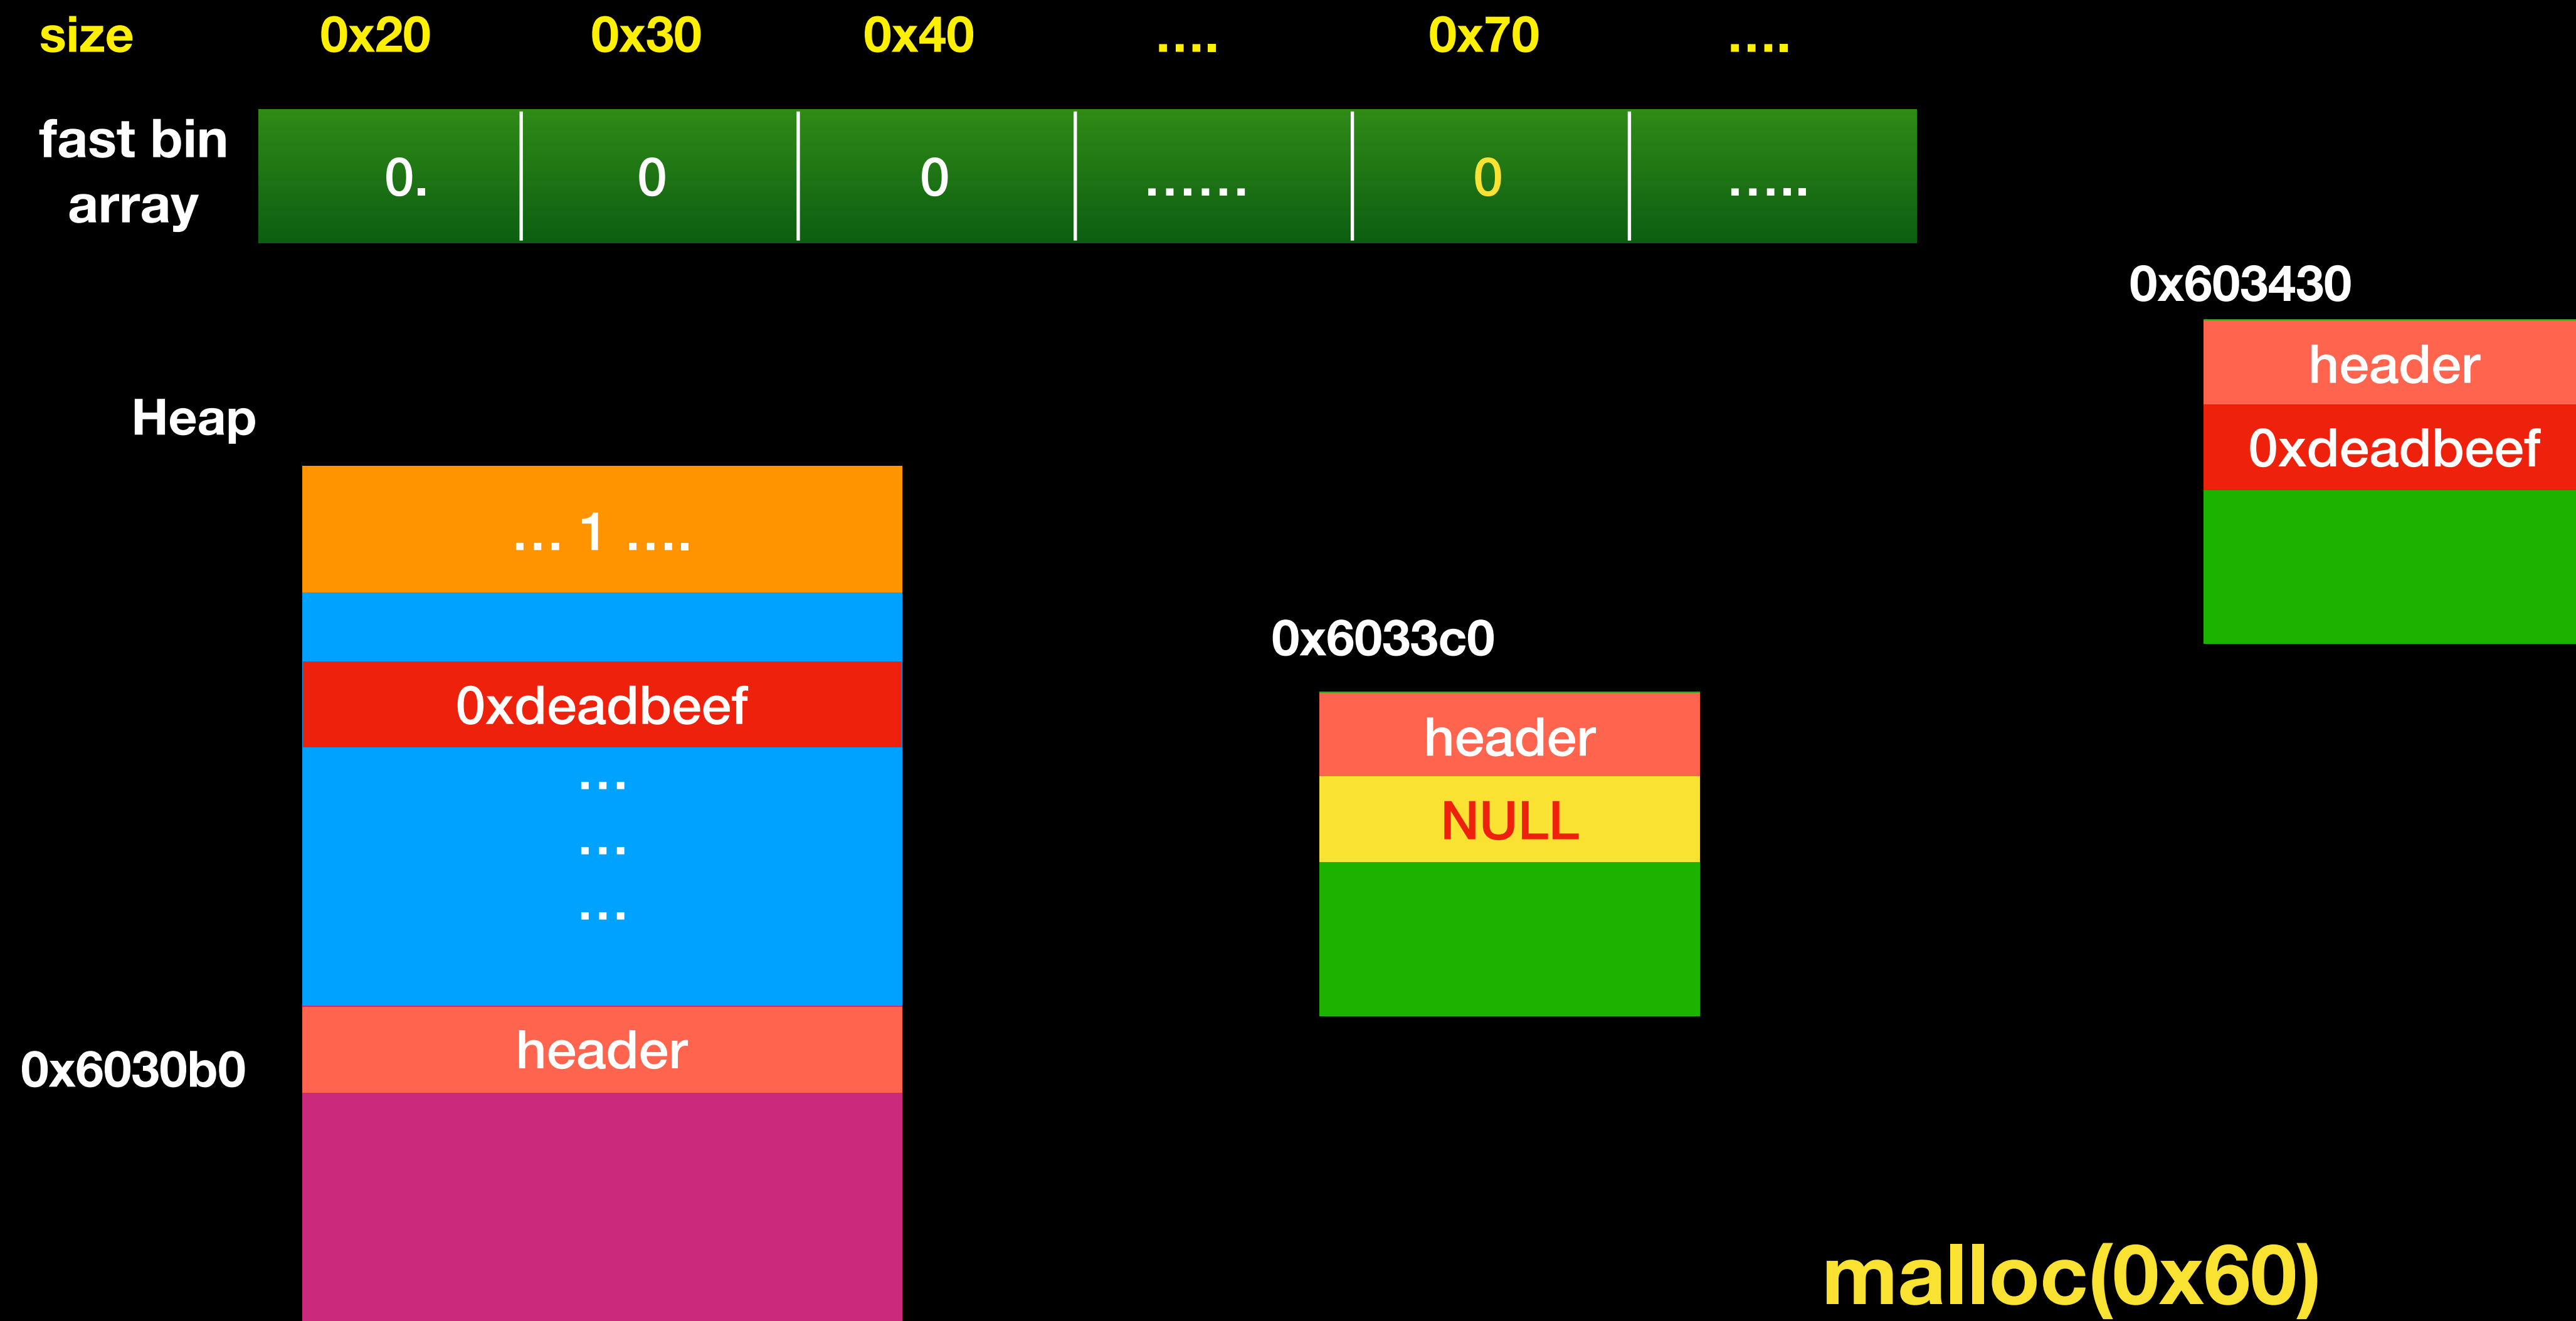 size 0x20 0x30 0x40 .... 0x70 ....
fast bin
array
0. 0 0 ...... 0 .....
0x603430
header
0xdeadbeef
Heap
... 1 ....
0xdeadbeef
...
...
...
header
0x6030b0
0x6033c0
header
NULL
malloc(0x60)